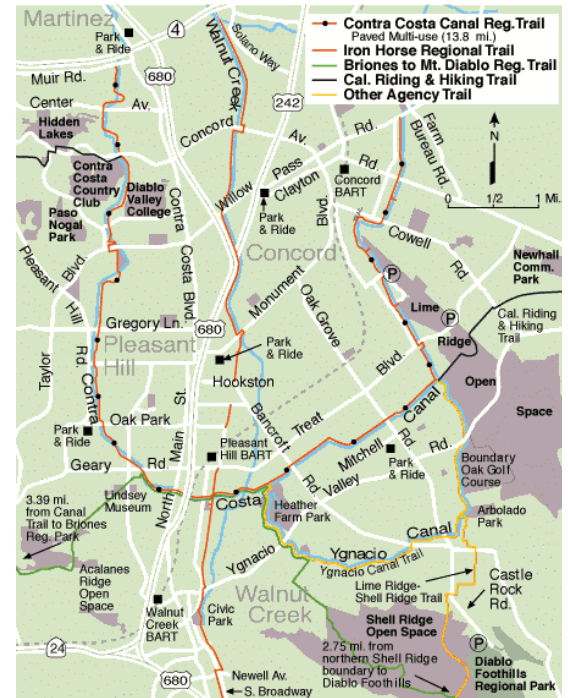 Contra Costa Canal Reg. Trail
Paved Multi-use (13.8 mi.)
Iron Horse Regional Trail
Briones to Mt. Diablo Reg. Trail
Cal. Riding & Hiking Trail
Other Agency Trail
N
0 1/2 1 Mi.
Martinez
Park
& Ride
4
Walnut
Creek
Solano Way
Muir Rd.
680
242
Center
Av.
Hidden
Lakes
Concord
Av.
Rd.
Farm
Bureau Rd.
Contra
Costa
Country
Club
Diablo
Valley
College
Willow
Pass
Clayton
Rd.
Concord
BART
Park
& Ride
Paso
Nogal
Park
Contra
Costa Blvd.
Blvd.
Concord
Cowell
Rd.
Newhall
Comm.
Park
Pleasant
Hill
Blvd.
Monument
P
Lime
P
Ridge
Cal. Riding
& Hiking
Trail
Oak Grove
Gregory Ln.
680
Pleasant
Hill
Park
& Ride
Blvd.
Open
Space
Taylor
Rd.
Contra
Hookston
Bancroft
Treat
Canal
Park
& Ride
Oak Park
Main St.
Pleasant
Hill BART
Mitchell
Rd.
Park
& Ride
Boundary
Oak Golf
Course
Geary
Rd.
Lindsey
Museum
North
Costa
Rd.
Valley
Heather
Farm Park
Canal
Arbolado
Park
3.39 mi.
from Canal
Trail to Briones
Reg. Park
Ygnacio
Ygnacio
Ygnacio Canal Trail
Acalanes
Ridge
Open
Space
Lime Ridge-
Shell Ridge Trail
Castle
Rock
Rd.
Walnut
Creek
Walnut
Creek
BART
Civic
Park
Shell Ridge
Open Space
24
680
2.75 mi. from
northern Shell Ridge
boundary to
Diablo Foothills
P
Diablo
Foothills
Regional Park
Newell Av.
S. Broadway